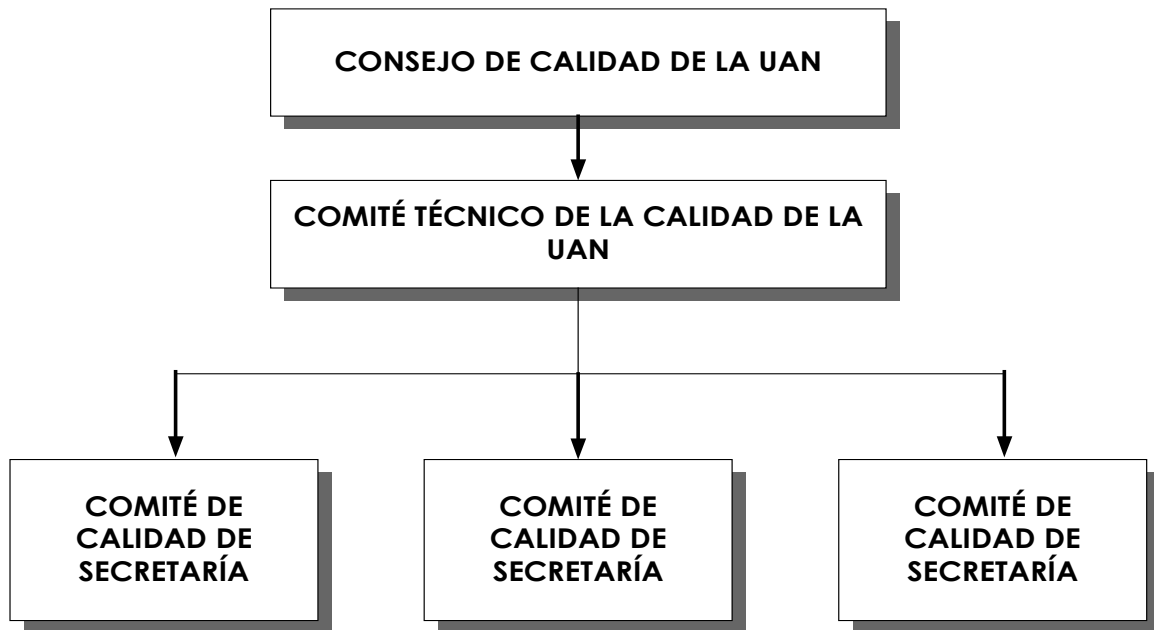 CONSEJO DE CALIDAD DE LA UAN
COMITÉ TÉCNICO DE LA CALIDAD DE LA
UAN
COMITÉ DE
CALIDAD DE
SECRETARÍA
COMITÉ DE
CALIDAD DE
SECRETARÍA
COMITÉ DE
CALIDAD DE
SECRETARÍA